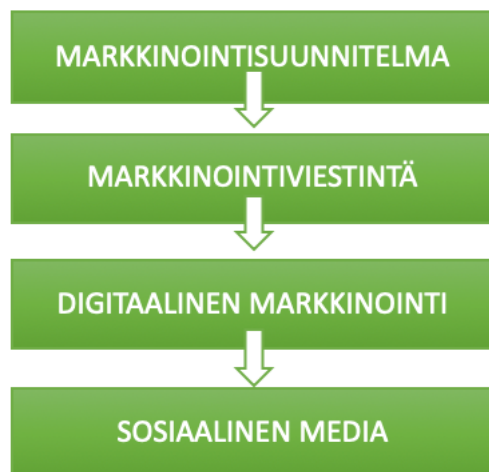 MARKKINOINTISUUNNITELMA
MARKKINOINTIVIESTINTÄ
DIGITAALINEN MARKKINOINTI
SOSIAALINEN MEDIA